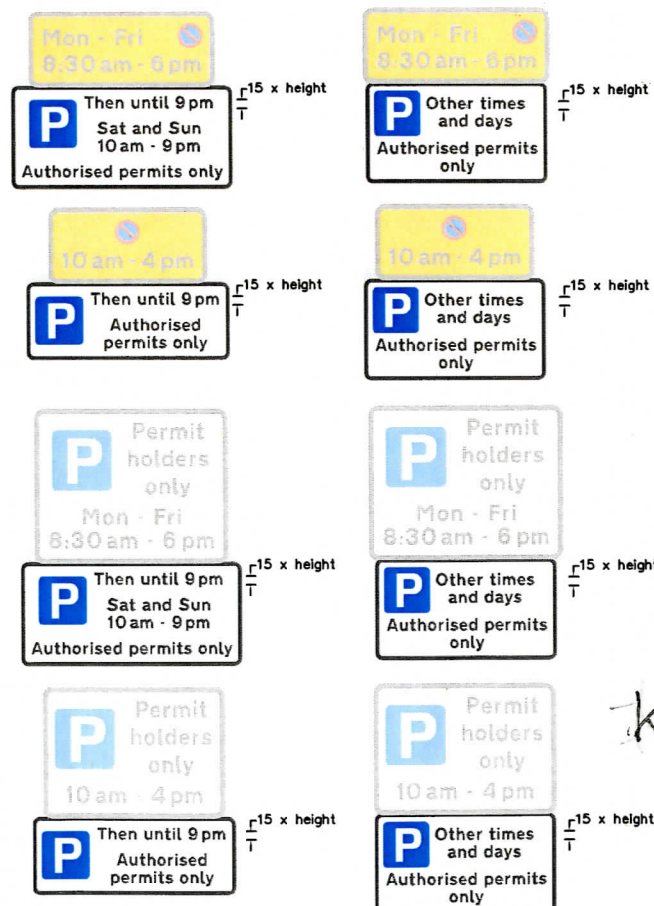 Mon - Fri
8:30 am - 6 pm
P Then until 9 pm
Sat and Sun
10 am - 9 pm
Authorised permits only
15 x height
Mon - Fri
8:30 am - 6 pm
P Other times
and days
Authorised permits
only
15 x height
10 am - 4 pm
P Then until 9 pm
Authorised
permits only
15 x height
10 am - 4 pm
P Other times
and days
Authorised permits
only
15 x height
P Permit
holders
only
Mon - Fri
8:30 am - 6 pm
P Then until 9 pm
Sat and Sun
10 am - 9 pm
Authorised permits only
15 x height
P Permit
holders
only
Mon - Fri
8:30 am - 6 pm
P Other times
and days
Authorised permits
only
15 x height
P Permit
holders
only
10 am - 4 pm
P Then until 9 pm
Authorised
permits only
15 x height
P Permit
holders
only
10 am - 4 pm
P Other times
and days
Authorised permits
only
15 x height